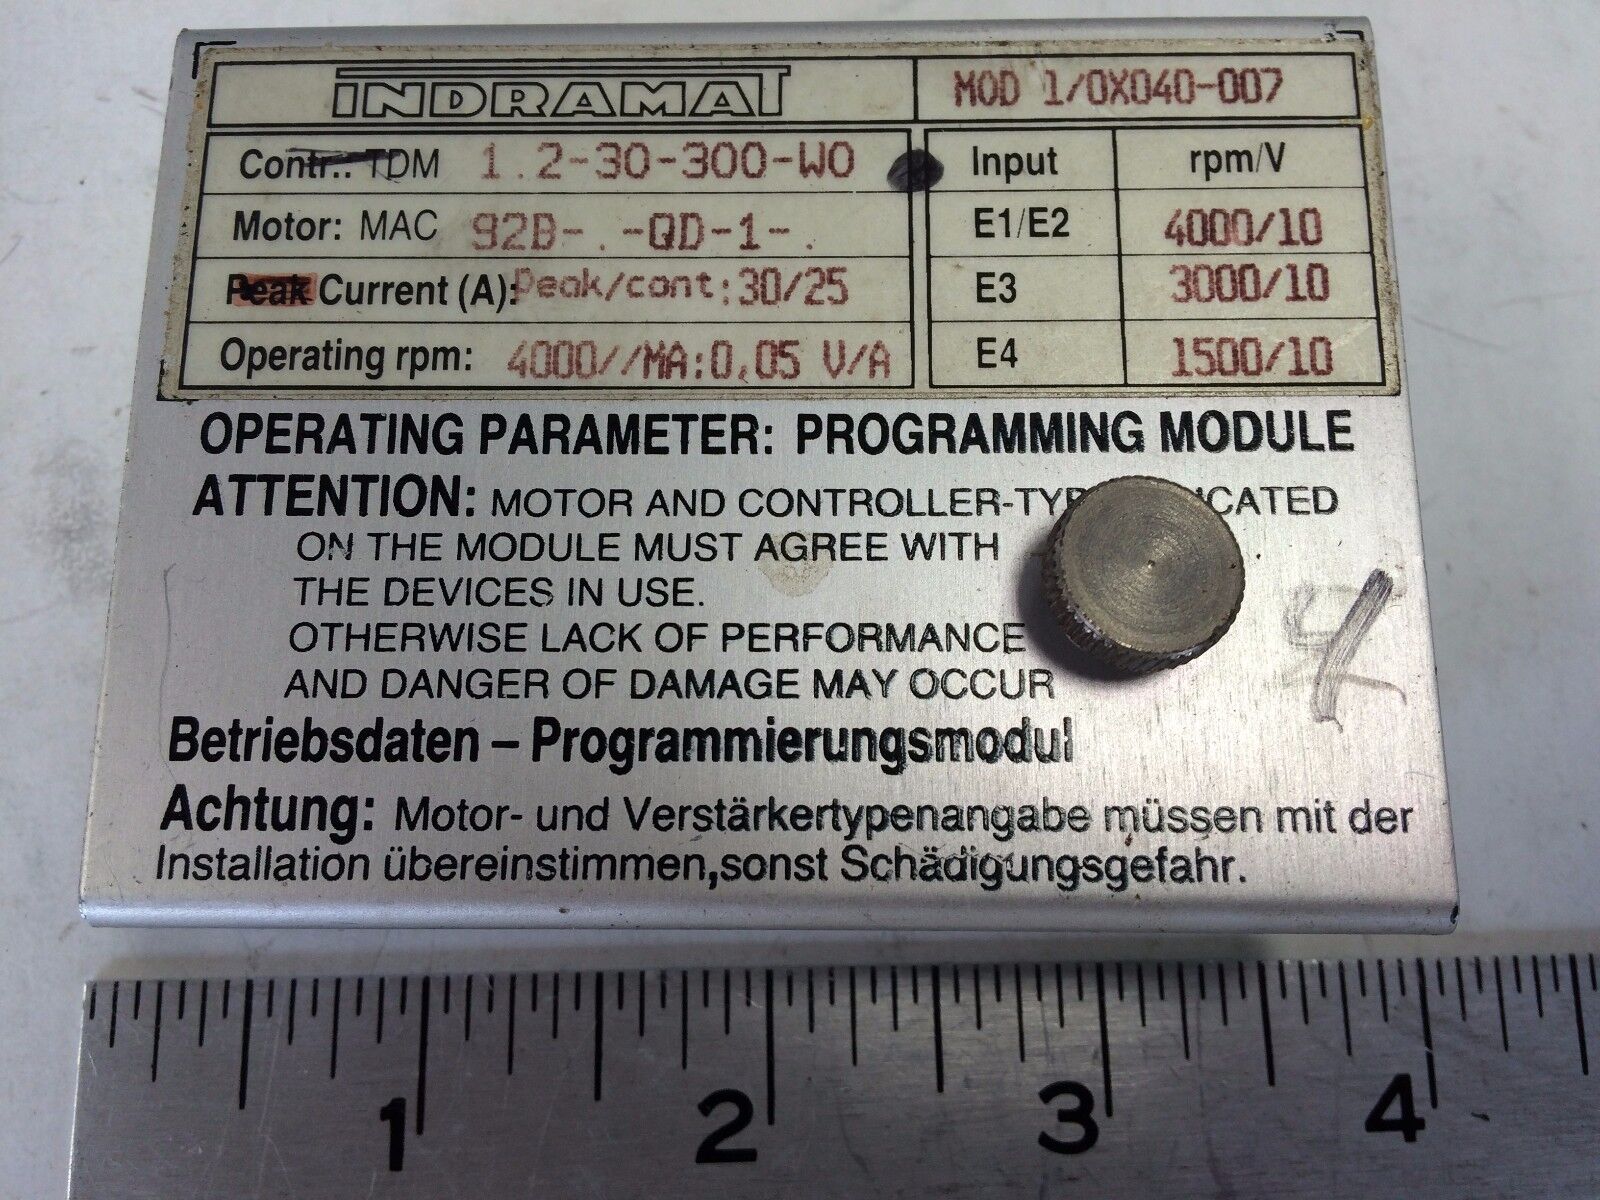 INDRAMAT MOD 1/0X040-007
Contr.: TDM 1.2-30-300-W0 Input rpm/V
Motor: MAC 92B-.-QD-1-. E1/E2 4000/10
Peak Current (A): Peak/cont:30/25 E3 3000/10
Operating rpm: 4000//MA:0,05 V/A E4 1500/10
OPERATING PARAMETER: PROGRAMMING MODULE
ATTENTION: MOTOR AND CONTROLLER-
ON THE MODULE MUST AGREE WITH
THE DEVICES IN USE.
OTHERWISE LACK OF PERFORMANCE
AND DANGER OF DAMAGE MAY OCCUR
Betriebsdaten – Programmierungsmodul
Achtung: Motor- und Verstärkertypenangabe müssen mit der
Installation übereinstimmen,sonst Schädigungsgefahr.
1 2 3 4